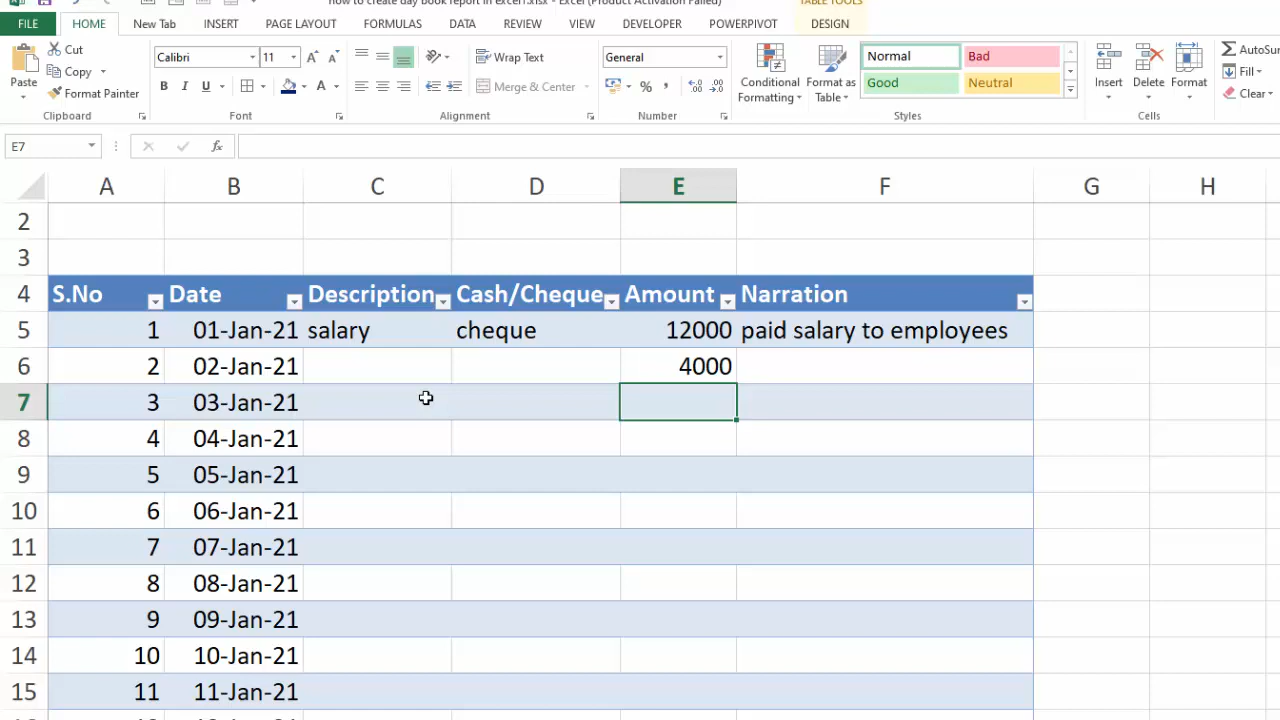 how to create day book report in excel1.xlsx - Excel (Product Activation Failed)
TABLE TOOLS
FILE HOME New Tab INSERT PAGE LAYOUT FORMULAS DATA REVIEW VIEW DEVELOPER POWERPIVOT DESIGN
Paste
Cut
Copy
Format Painter
Clipboard
Calibri 11
B I U
Font
Wrap Text
Merge & Center
Alignment
General
%
Number
Conditional Formatting
Format as Table
Normal Bad
Good Neutral
Styles
Insert Delete Format
Cells
AutoSu
Fill
Clear
E7 fx
A B C D E F G H
2
3
4 S.No Date Description Cash/Cheque Amount Narration
5 1 01-Jan-21 salary cheque 12000 paid salary to employees
6 2 02-Jan-21 4000
7 3 03-Jan-21
8 4 04-Jan-21
9 5 05-Jan-21
10 6 06-Jan-21
11 7 07-Jan-21
12 8 08-Jan-21
13 9 09-Jan-21
14 10 10-Jan-21
15 11 11-Jan-21